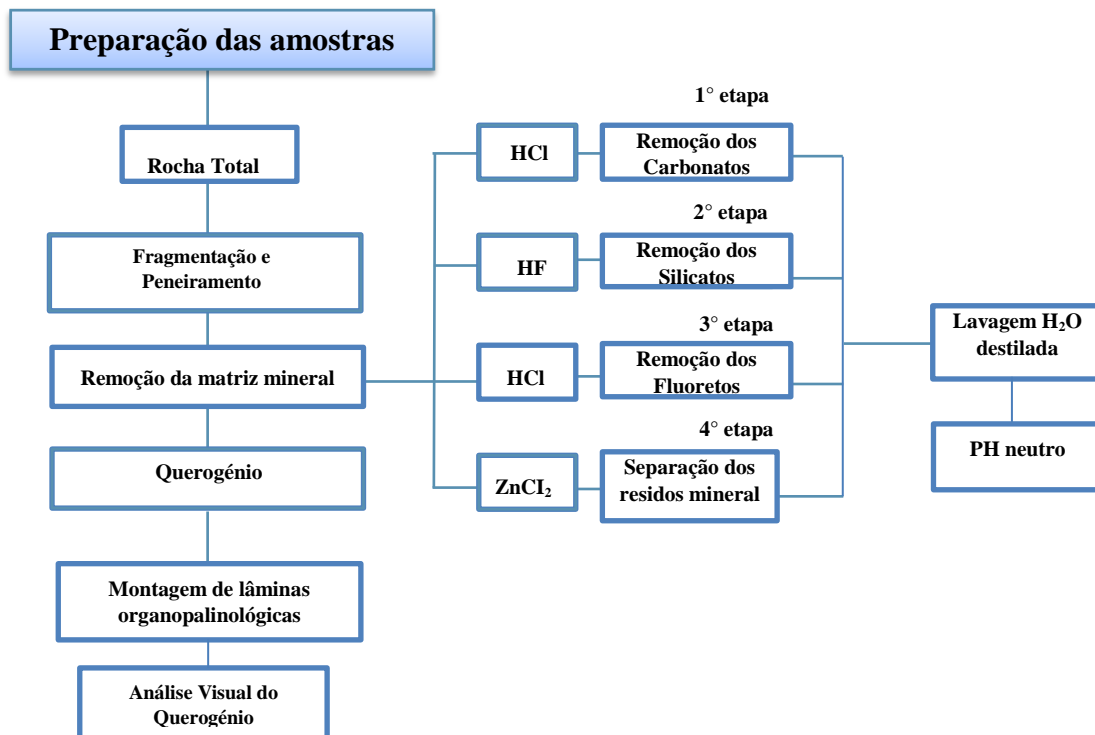 Preparação das amostras
Rocha Total
Fragmentação e
Peneiramento
Remoção da matriz mineral
Querogénio
Montagem de lâminas
organopalinológicas
Análise Visual do
Querogénio
1° etapa
HCl
Remoção dos
Carbonatos
2° etapa
HF
Remoção dos
Silicatos
3° etapa
HCl
Remoção dos
Fluoretos
4° etapa
ZnCI₂
Separação dos
residos mineral
Lavagem H₂O
destilada
PH neutro